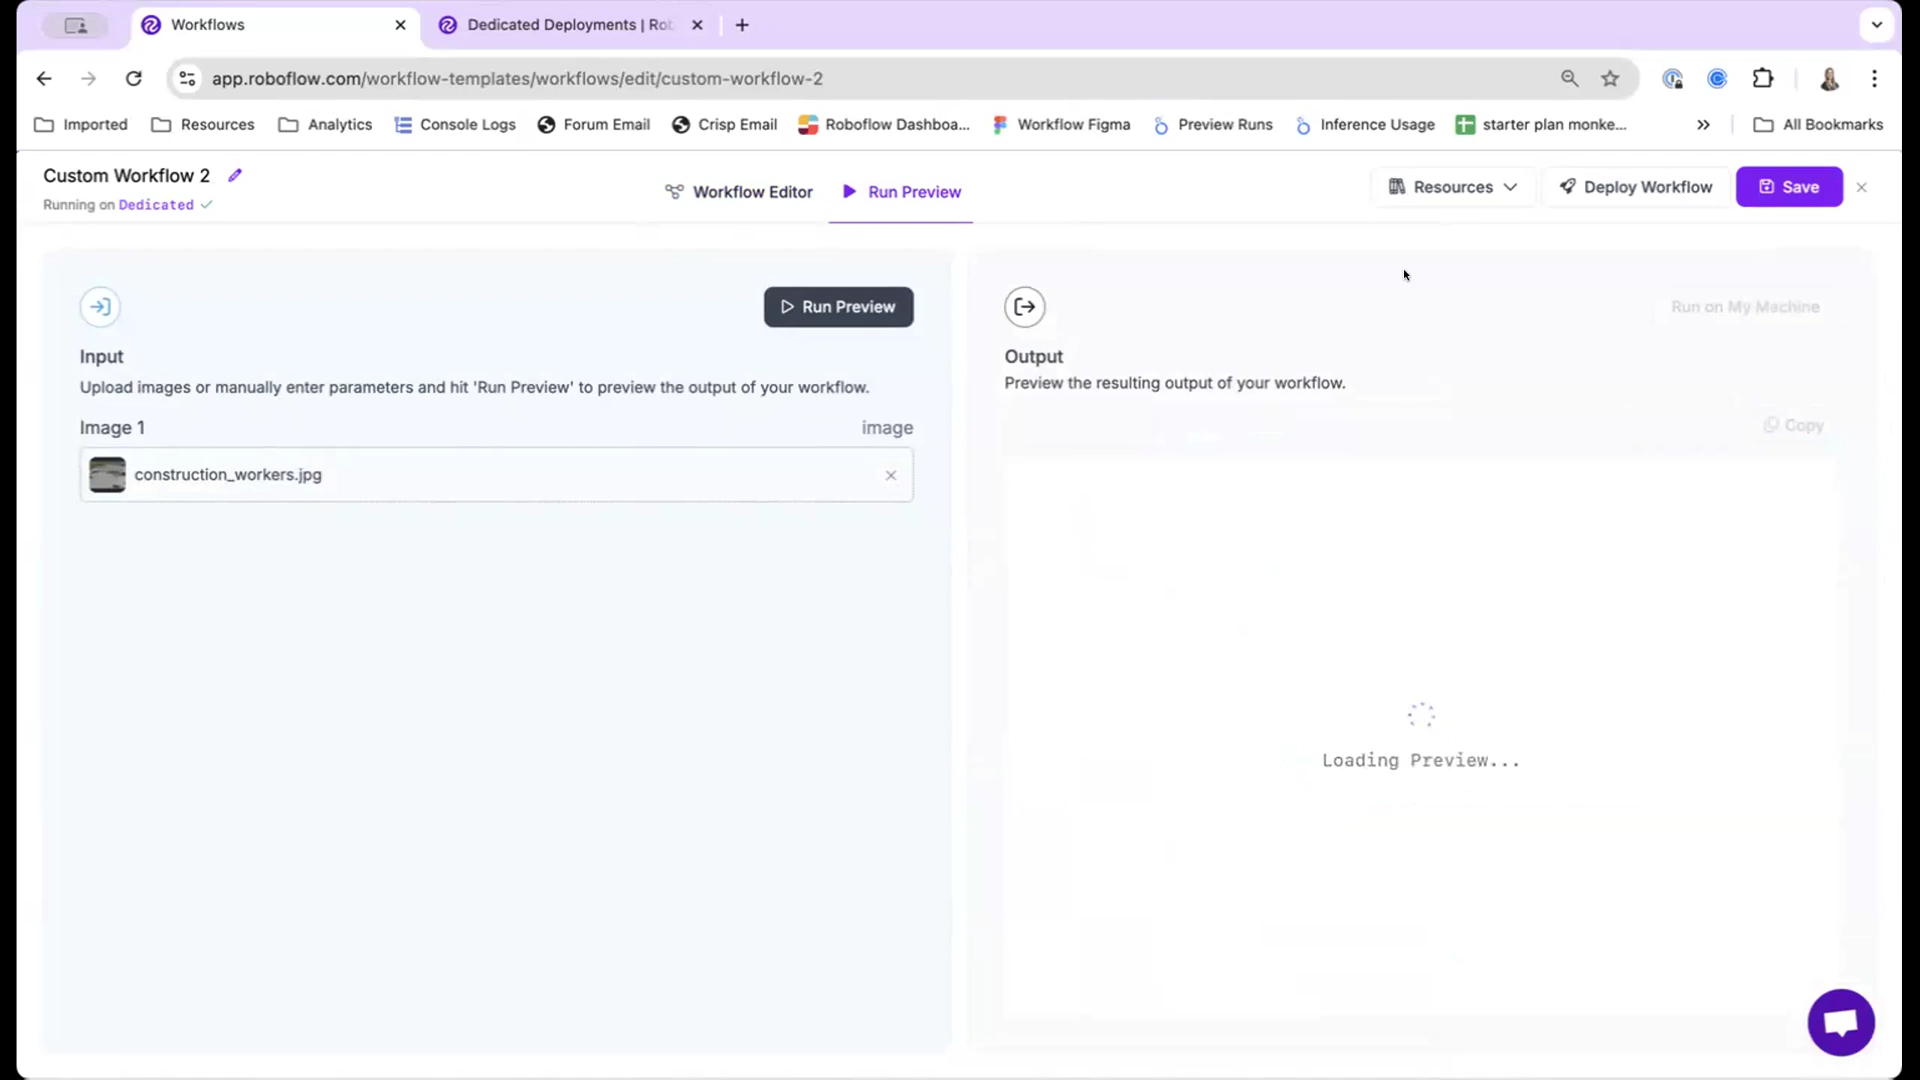 Workflows
Dedicated Deployments | Ro
app.roboflow.com/workflow-templates/workflows/edit/custom-workflow-2
Imported
Resources
Analytics
Console Logs
Forum Email
Crisp Email
Roboflow Dashboa...
Workflow Figma
Preview Runs
Inference Usage
starter plan monke...
All Bookmarks
Custom Workflow 2
Running on Dedicated
Workflow Editor
Run Preview
Resources
Deploy Workflow
Save
Run Preview
Input
Upload images or manually enter parameters and hit 'Run Preview' to preview the output of your workflow.
Image 1
image
construction_workers.jpg
Run on My Machine
Output
Preview the resulting output of your workflow.
Copy
Loading Preview...